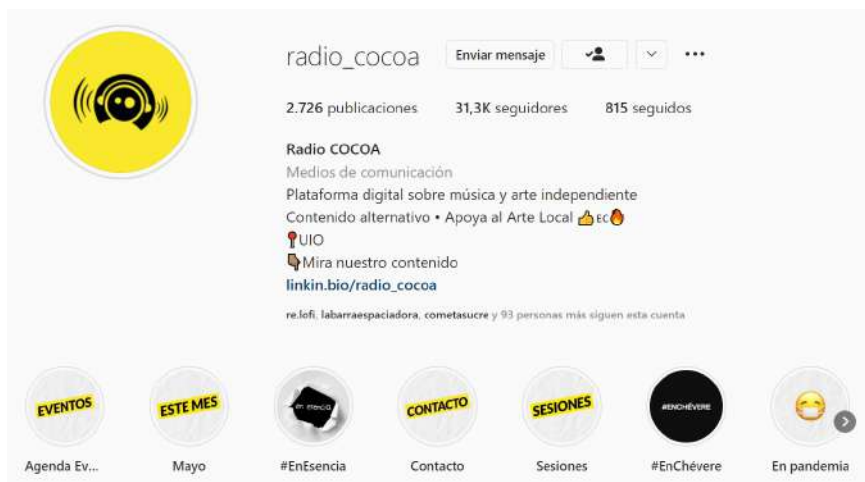 radio_cocoa Enviar mensaje
2.726 publicaciones 31,3K seguidores 815 seguidos
Radio COCOA
Medios de comunicación
Plataforma digital sobre música y arte independiente
Contenido alternativo • Apoya al Arte Local 👍🏼EC🔥
📍UIO
👇🏾Mira nuestro contenido
linkin.bio/radio_cocoa
re.lofi, labarraespaciadora, cometasucre y 93 personas más siguen esta cuenta
EVENTOS ESTE MES en esencia CONTACTO SESIONES #ENCHÉVERE
Agenda Ev... Mayo #EnEsencia Contacto Sesiones #EnChévere En pandemia